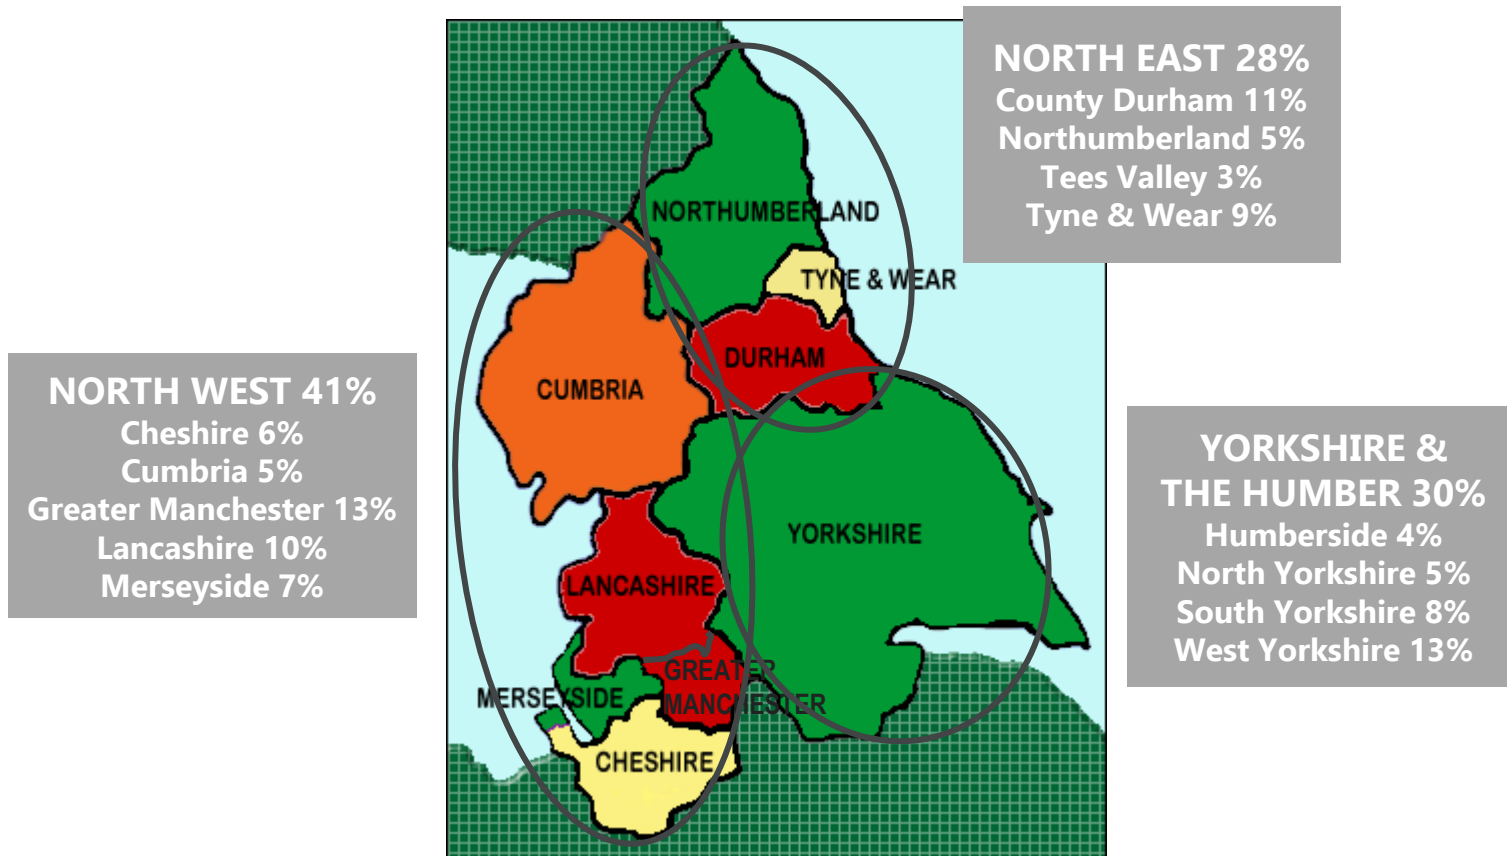 NORTH EAST 28%
County Durham 11%
Northumberland 5%
Tees Valley 3%
Tyne & Wear 9%
NORTH WEST 41%
Cheshire 6%
Cumbria 5%
Greater Manchester 13%
Lancashire 10%
Merseyside 7%
NORTHUMBERLAND
TYNE & WEAR
DURHAM
CUMBRIA
YORKSHIRE
LANCASHIRE
GREATER
MANCHESTER
MERSEYSIDE
CHESHIRE
YORKSHIRE &
THE HUMBER 30%
Humberside 4%
North Yorkshire 5%
South Yorkshire 8%
West Yorkshire 13%